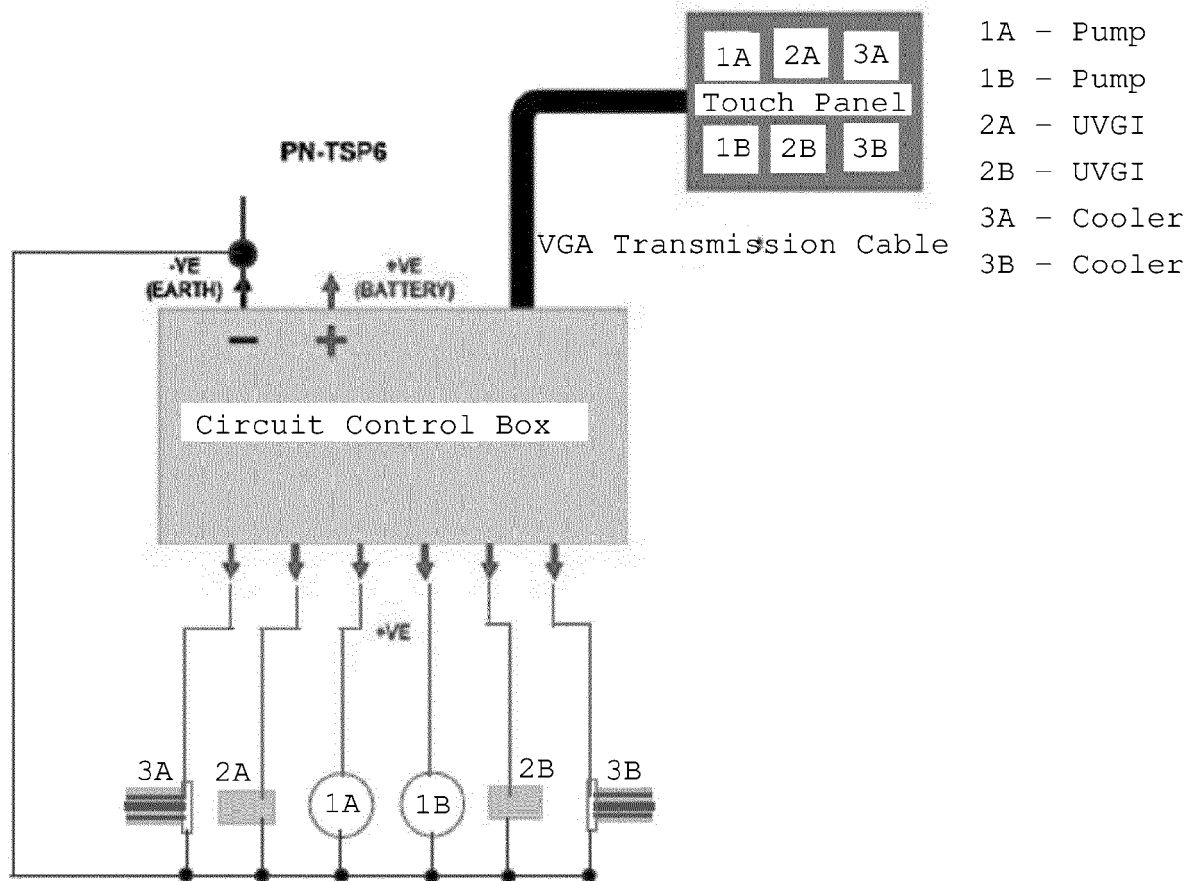 1A 2A 3A
Touch Panel
1B 2B 3B
1A – Pump
1B – Pump
2A – UVGI
2B – UVGI
3A – Cooler
3B – Cooler
PN-TSP6
VGA Transmission Cable
-VE
(EARTH)
+VE
(BATTERY)
− +
Circuit Control Box
+VE
3A 2A 1A 1B 2B 3B